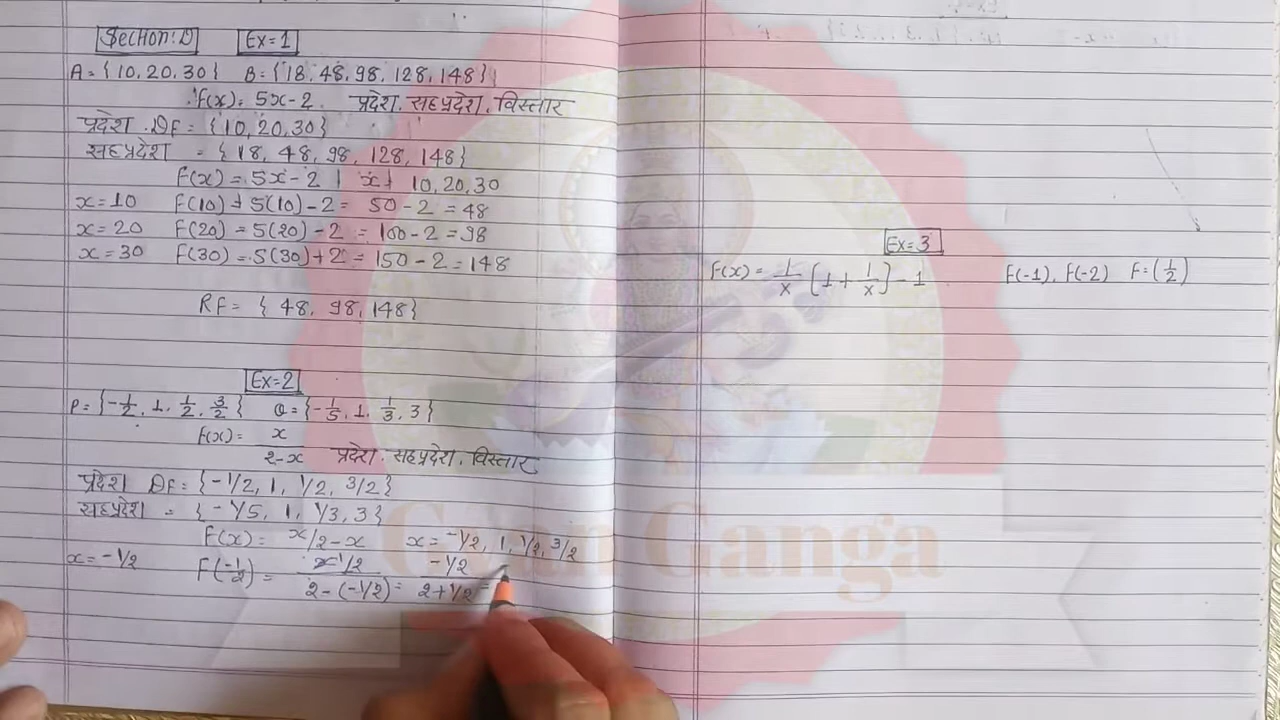 Section:D Ex=1
A={10,20,30} B={18,48,98,128,148}
f(x)=5x-2. प्रदेश. सहप्रदेश. विस्तार
प्रदेश. Df={10,20,30}
सहप्रदेश = {18, 48, 98, 128, 148}
F(x)=5x-2 | x= 10,20,30
x=10 F(10)=5(10)-2= 50-2=48
x=20 F(20)=5(20)-2=100-2=98
x=30 F(30)=5(30)+2=150-2=148
RF= {48, 98, 148}
Ex=2
P={-1/2, 1, 1/2, 3/2} Q={-1/5, 1, 1/3, 3}
F(x)= x/2-x प्रदेश. सहप्रदेश. विस्तार
प्रदेश Df={-1/2, 1, 1/2, 3/2}
सहप्रदेश = {-1/5, 1, 1/3, 3}
F(x)= x/2-x x=-1/2, 1, 1/2, 3/2
x=-1/2 F(-1/2)= -1/2 / 2-(-1/2) = -1/2 / 2+1/2 =
Ex=3
F(x)=1/x [1+1/x]-1 F(-1), F(-2) F=(1/2)
Gyan Ganga